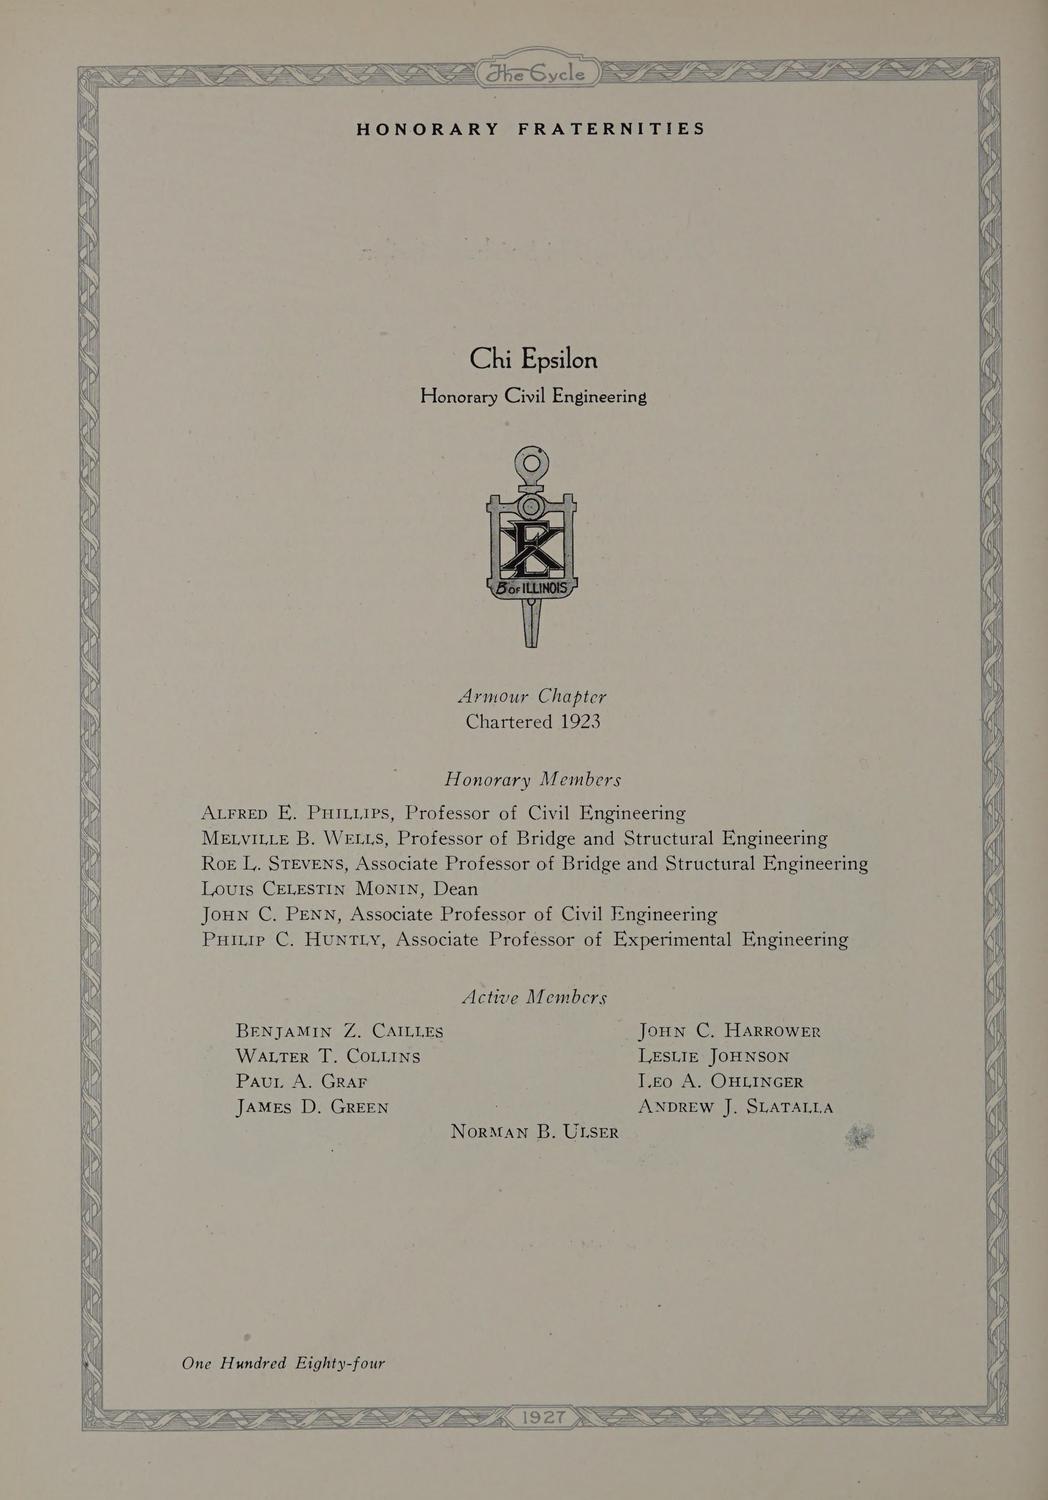 The Cycle
HONORARY FRATERNITIES
Chi Epsilon
Honorary Civil Engineering
B OF ILLINOIS
Armour Chapter
Chartered 1923
Honorary Members
ALFRED E. PHILLIPS, Professor of Civil Engineering
MELVILLE B. WELLS, Professor of Bridge and Structural Engineering
ROE L. STEVENS, Associate Professor of Bridge and Structural Engineering
LOUIS CELESTIN MONIN, Dean
JOHN C. PENN, Associate Professor of Civil Engineering
PHILIP C. HUNTLY, Associate Professor of Experimental Engineering
Active Members
BENJAMIN Z. CAILLES
WALTER T. COLLINS
PAUL A. GRAF
JAMES D. GREEN
JOHN C. HARROWER
LESLIE JOHNSON
LEO A. OHLINGER
ANDREW J. SLATALLA
NORMAN B. ULSER
One Hundred Eighty-four
1927